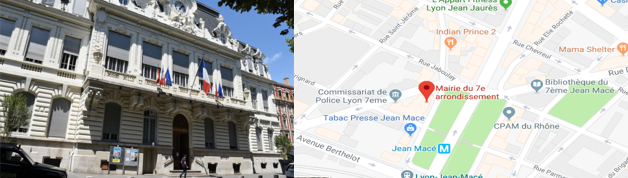 L'Appart Fitness
Lyon Jean Jaurès
Rue Elie Rochette
Rue Saint-Jérôme
Indian Prince 2
Rue Chevreul
Mama Shelter
Rue Jaboulay
Commissariat de
Police Lyon 7eme
Mairie du 7e
arrondissement
Bibliothèque du
7ème Jean Macé
Tabac Presse Jean Mace
CPAM du Rhône
Jean Macé M
Avenue Berthelot
Lyon-Jean-Macé